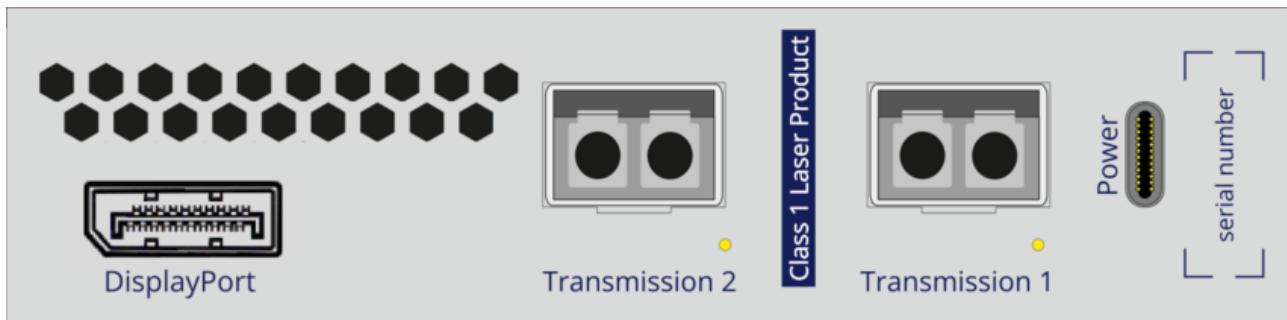 DisplayPort
Transmission 2
Class 1 Laser Product
Transmission 1
Power
serial number